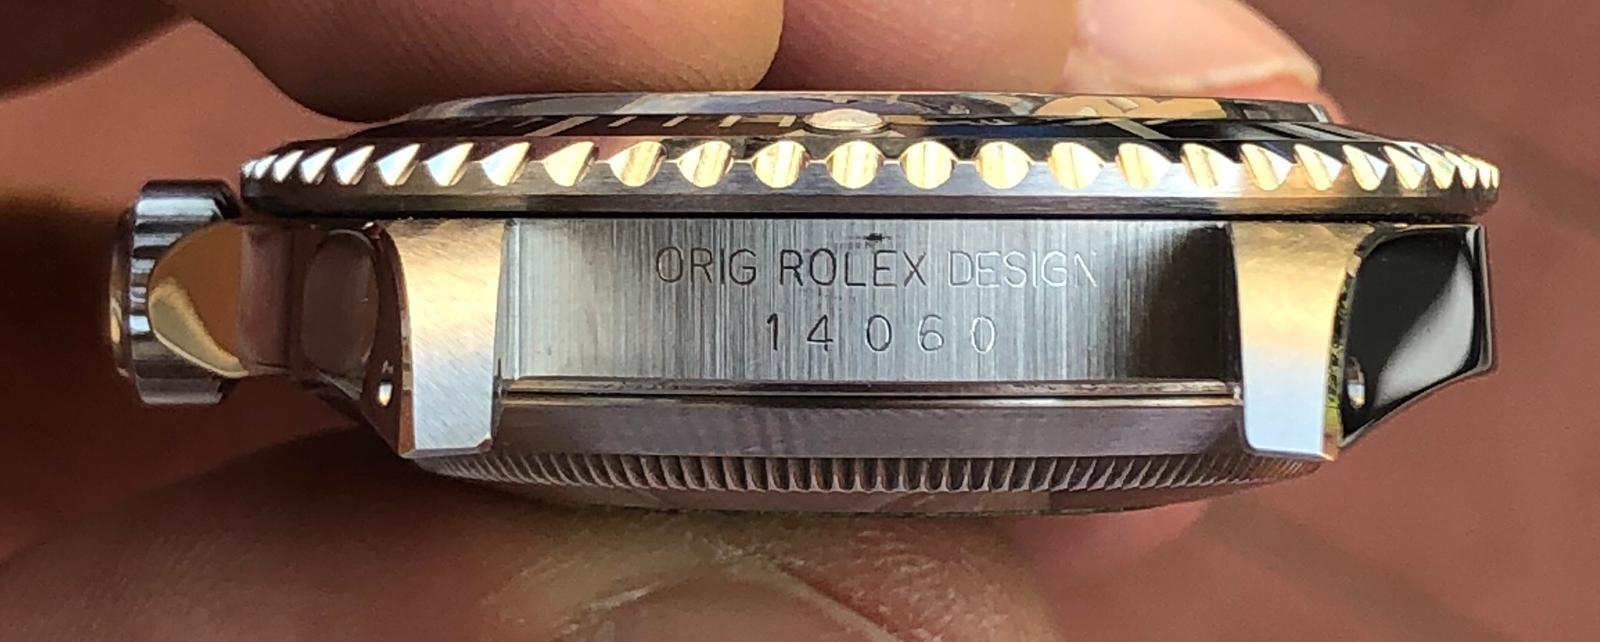 ORIG ROLEX DESIGN
14060